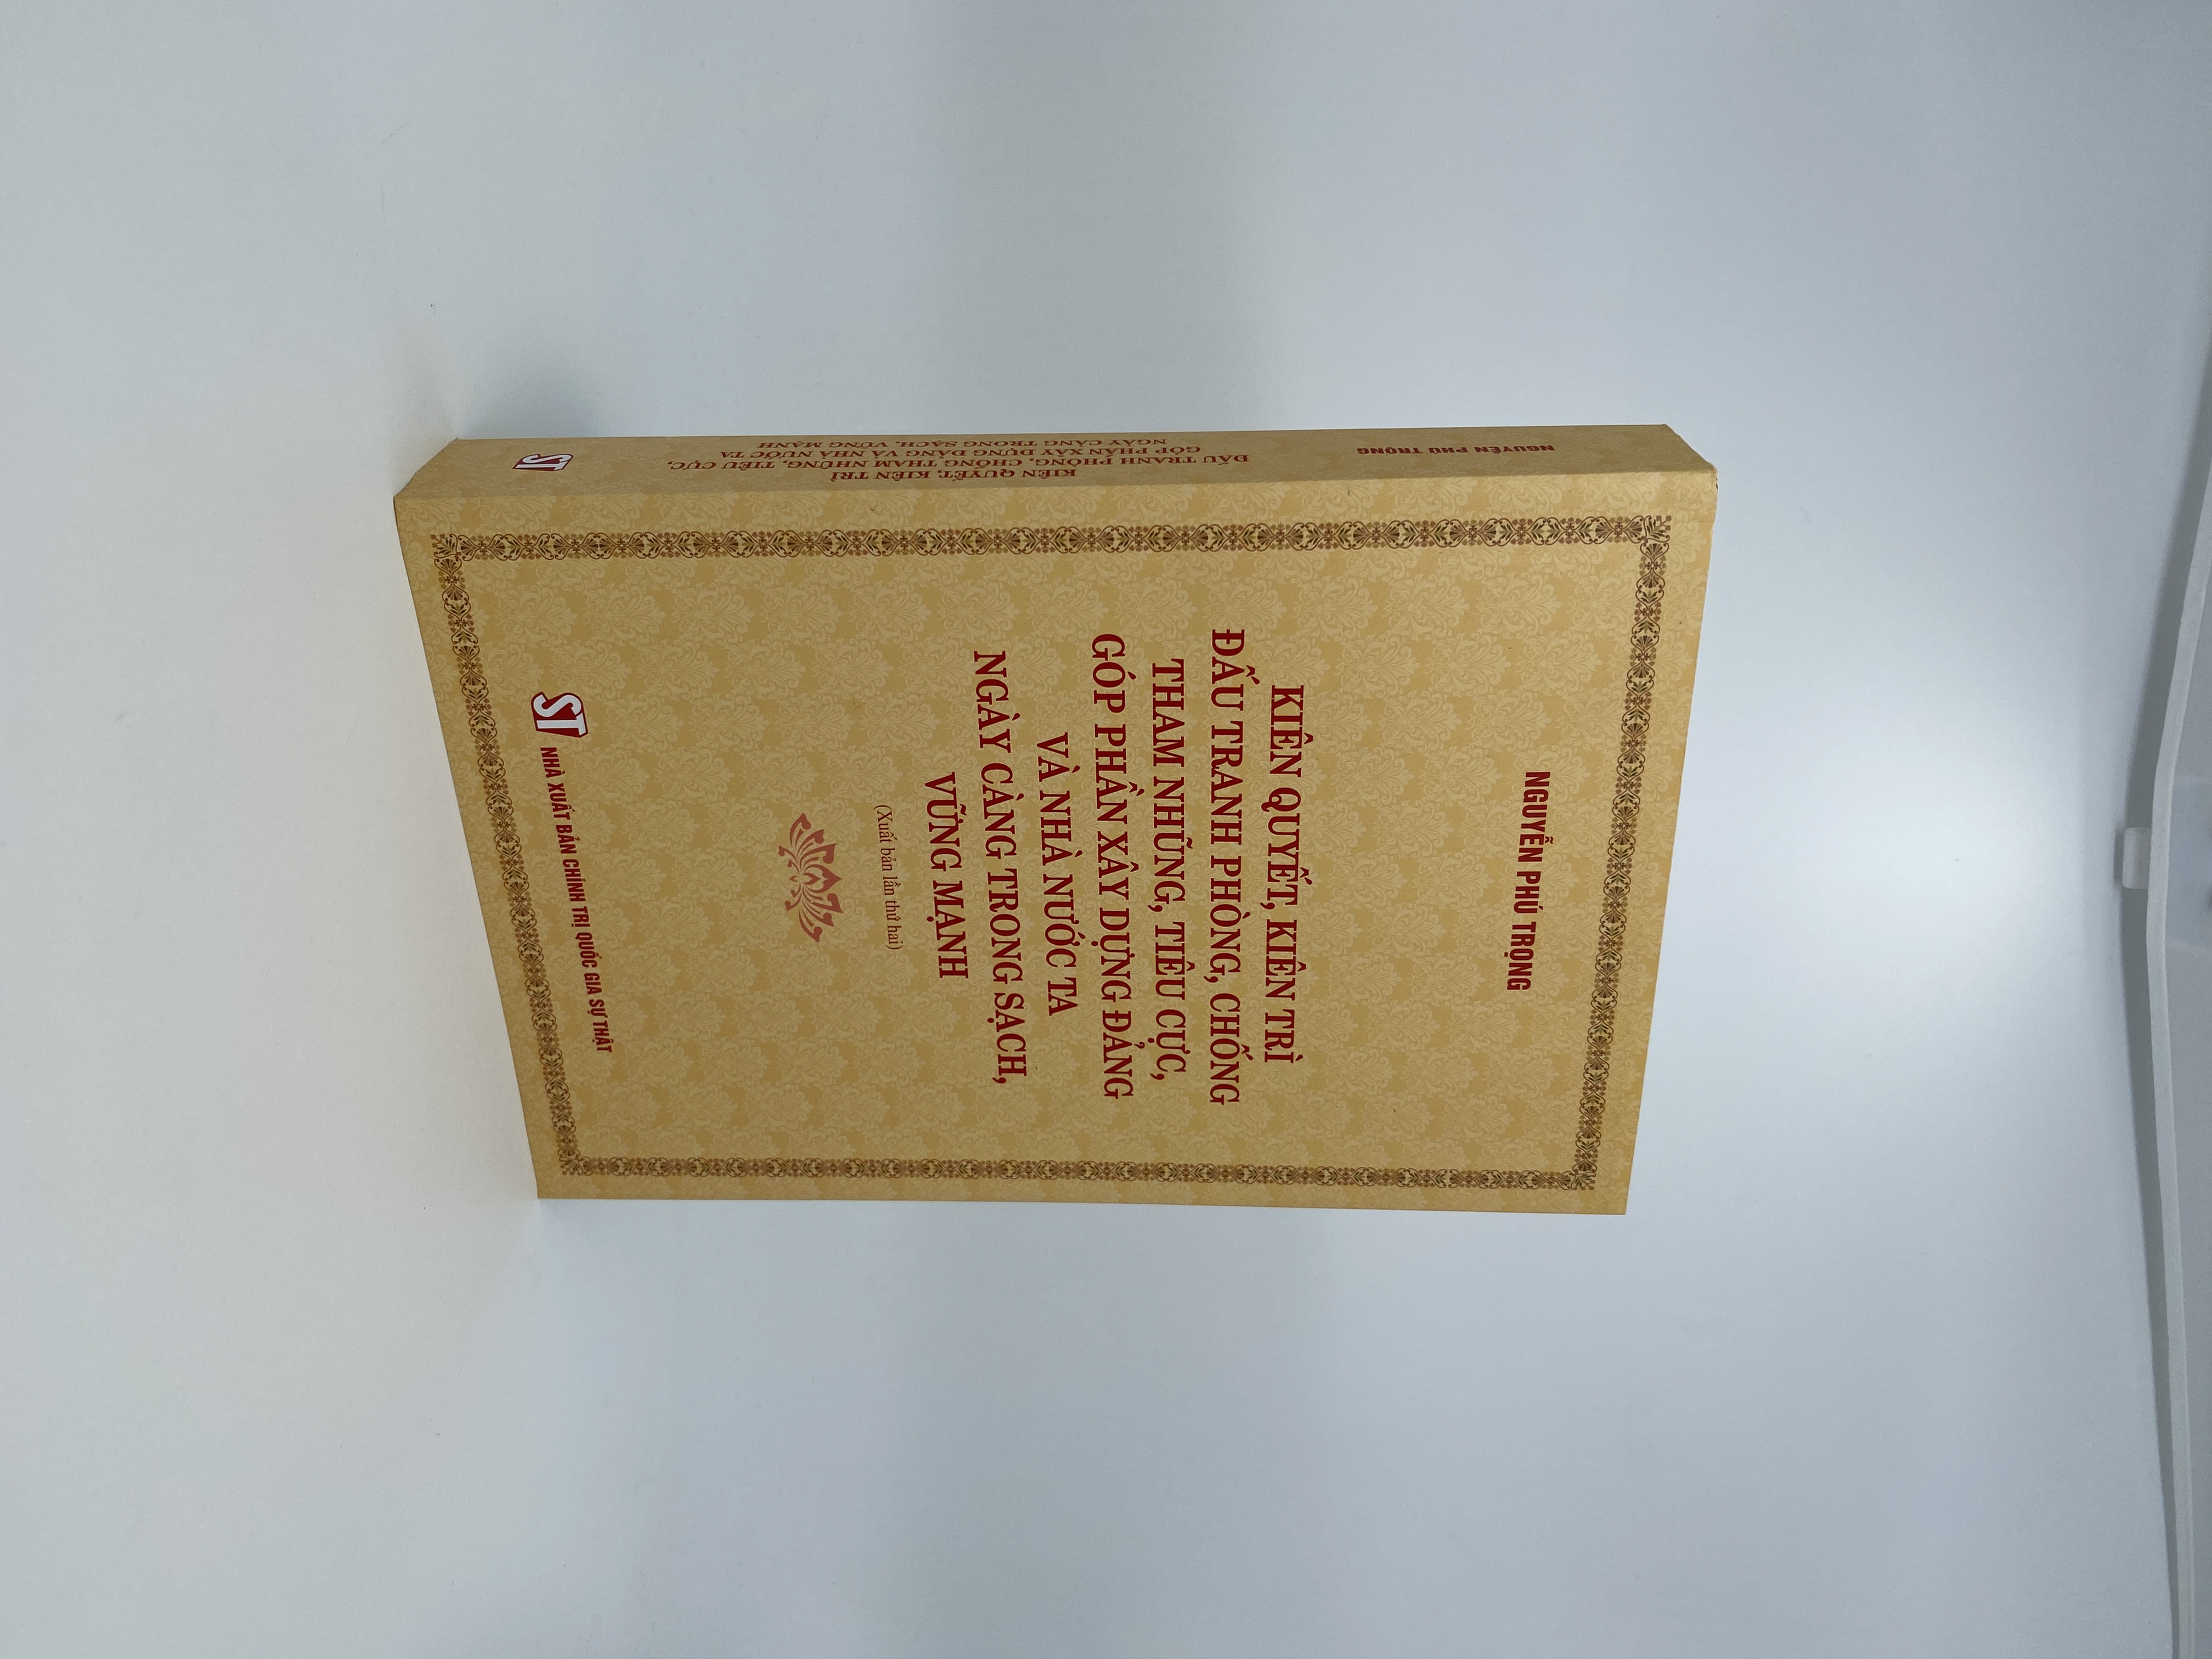 NGUYỄN PHÚ TRỌNG
KIÊN QUYẾT, KIÊN TRÌ
ĐẤU TRANH PHÒNG, CHỐNG
THAM NHŨNG, TIÊU CỰC,
GÓP PHẦN XÂY DỰNG ĐẢNG
VÀ NHÀ NƯỚC TA
NGÀY CÀNG TRONG SẠCH,
VỮNG MẠNH
(Xuất bản lần thứ hai)
ST
NHÀ XUẤT BẢN CHÍNH TRỊ QUỐC GIA SỰ THẬT
NGUYỄN PHÚ TRỌNG
KIÊN QUYẾT, KIÊN TRÌ
ĐẤU TRANH PHÒNG, CHỐNG THAM NHŨNG, TIÊU CỰC,
GÓP PHẦN XÂY DỰNG ĐẢNG VÀ NHÀ NƯỚC TA
NGÀY CÀNG TRONG SẠCH, VỮNG MẠNH
ST